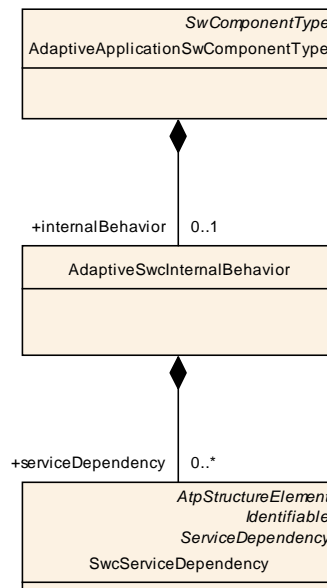 SwComponentType
AdaptiveApplicationSwComponentType
+internalBehavior 0..1
AdaptiveSwcInternalBehavior
+serviceDependency 0..*
AtpStructureElement
Identifiable
ServiceDependency
SwcServiceDependency